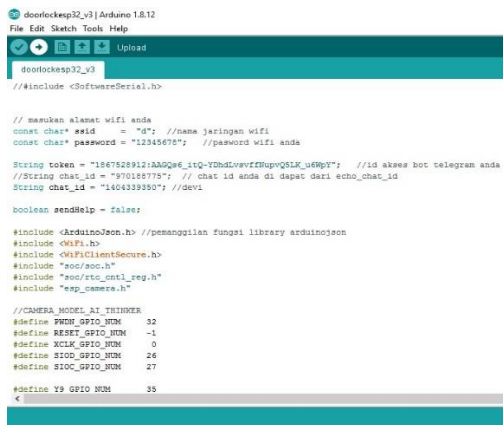 doorlockesp32_v3 | Arduino 1.8.12
File Edit Sketch Tools Help
Upload
doorlockesp32_v3
//#include <SoftwareSerial.h>
// masukan alamat wifi anda
const char* ssid = "d"; //nama jaringan wifi
const char* password = "12345678"; //pasword wifi anda
String token = //id akses bot telegram anda
//String chat_id = "970188775"; // chat id anda di dapat dari echo_chat_id
String chat_id = "1404339350"; //devi
boolean sendHelp = false;
#include <ArduinoJson.h> //pemanggilan fungsi library arduinojson
#include <WiFi.h>
#include <WiFiClientSecure.h>
#include "soc/soc.h"
#include "soc/rtc_cntl_reg.h"
#include "esp_camera.h"
//CAMERA_MODEL_AI_THINKER
#define PWDN_GPIO_NUM 32
#define RESET_GPIO_NUM -1
#define XCLK_GPIO_NUM 0
#define SIOD_GPIO_NUM 26
#define SIOC_GPIO_NUM 27
#define Y9_GPIO_NUM 35